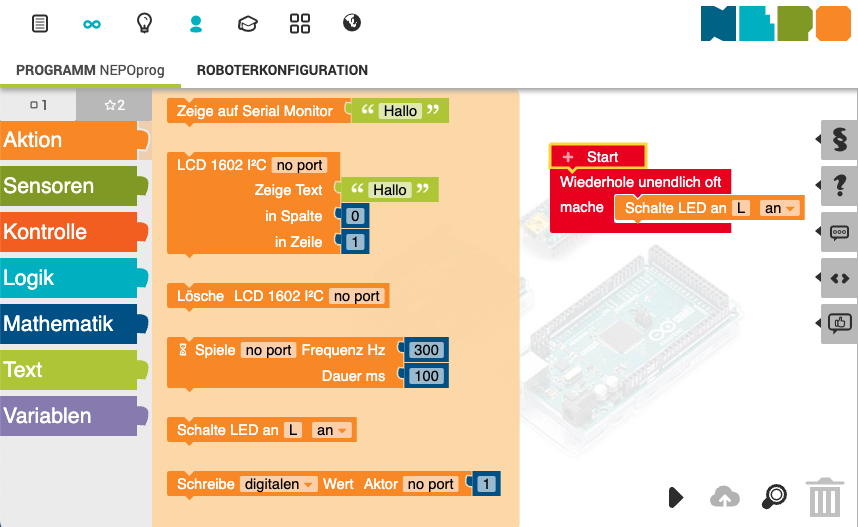 NEPO
PROGRAMM NEPOprog
ROBOTERKONFIGURATION
1
2
Aktion
Sensoren
Kontrolle
Logik
Mathematik
Text
Variablen
Zeige auf Serial Monitor “ Hallo ”
LCD 1602 I²C no port
Zeige Text “ Hallo ”
in Spalte 0
in Zeile 1
Lösche LCD 1602 I²C no port
Spiele no port Frequenz Hz 300
Dauer ms 100
Schalte LED an L an
Schreibe digitalen Wert Aktor no port 1
+ Start
Wiederhole unendlich oft
mache Schalte LED an L an
§
?